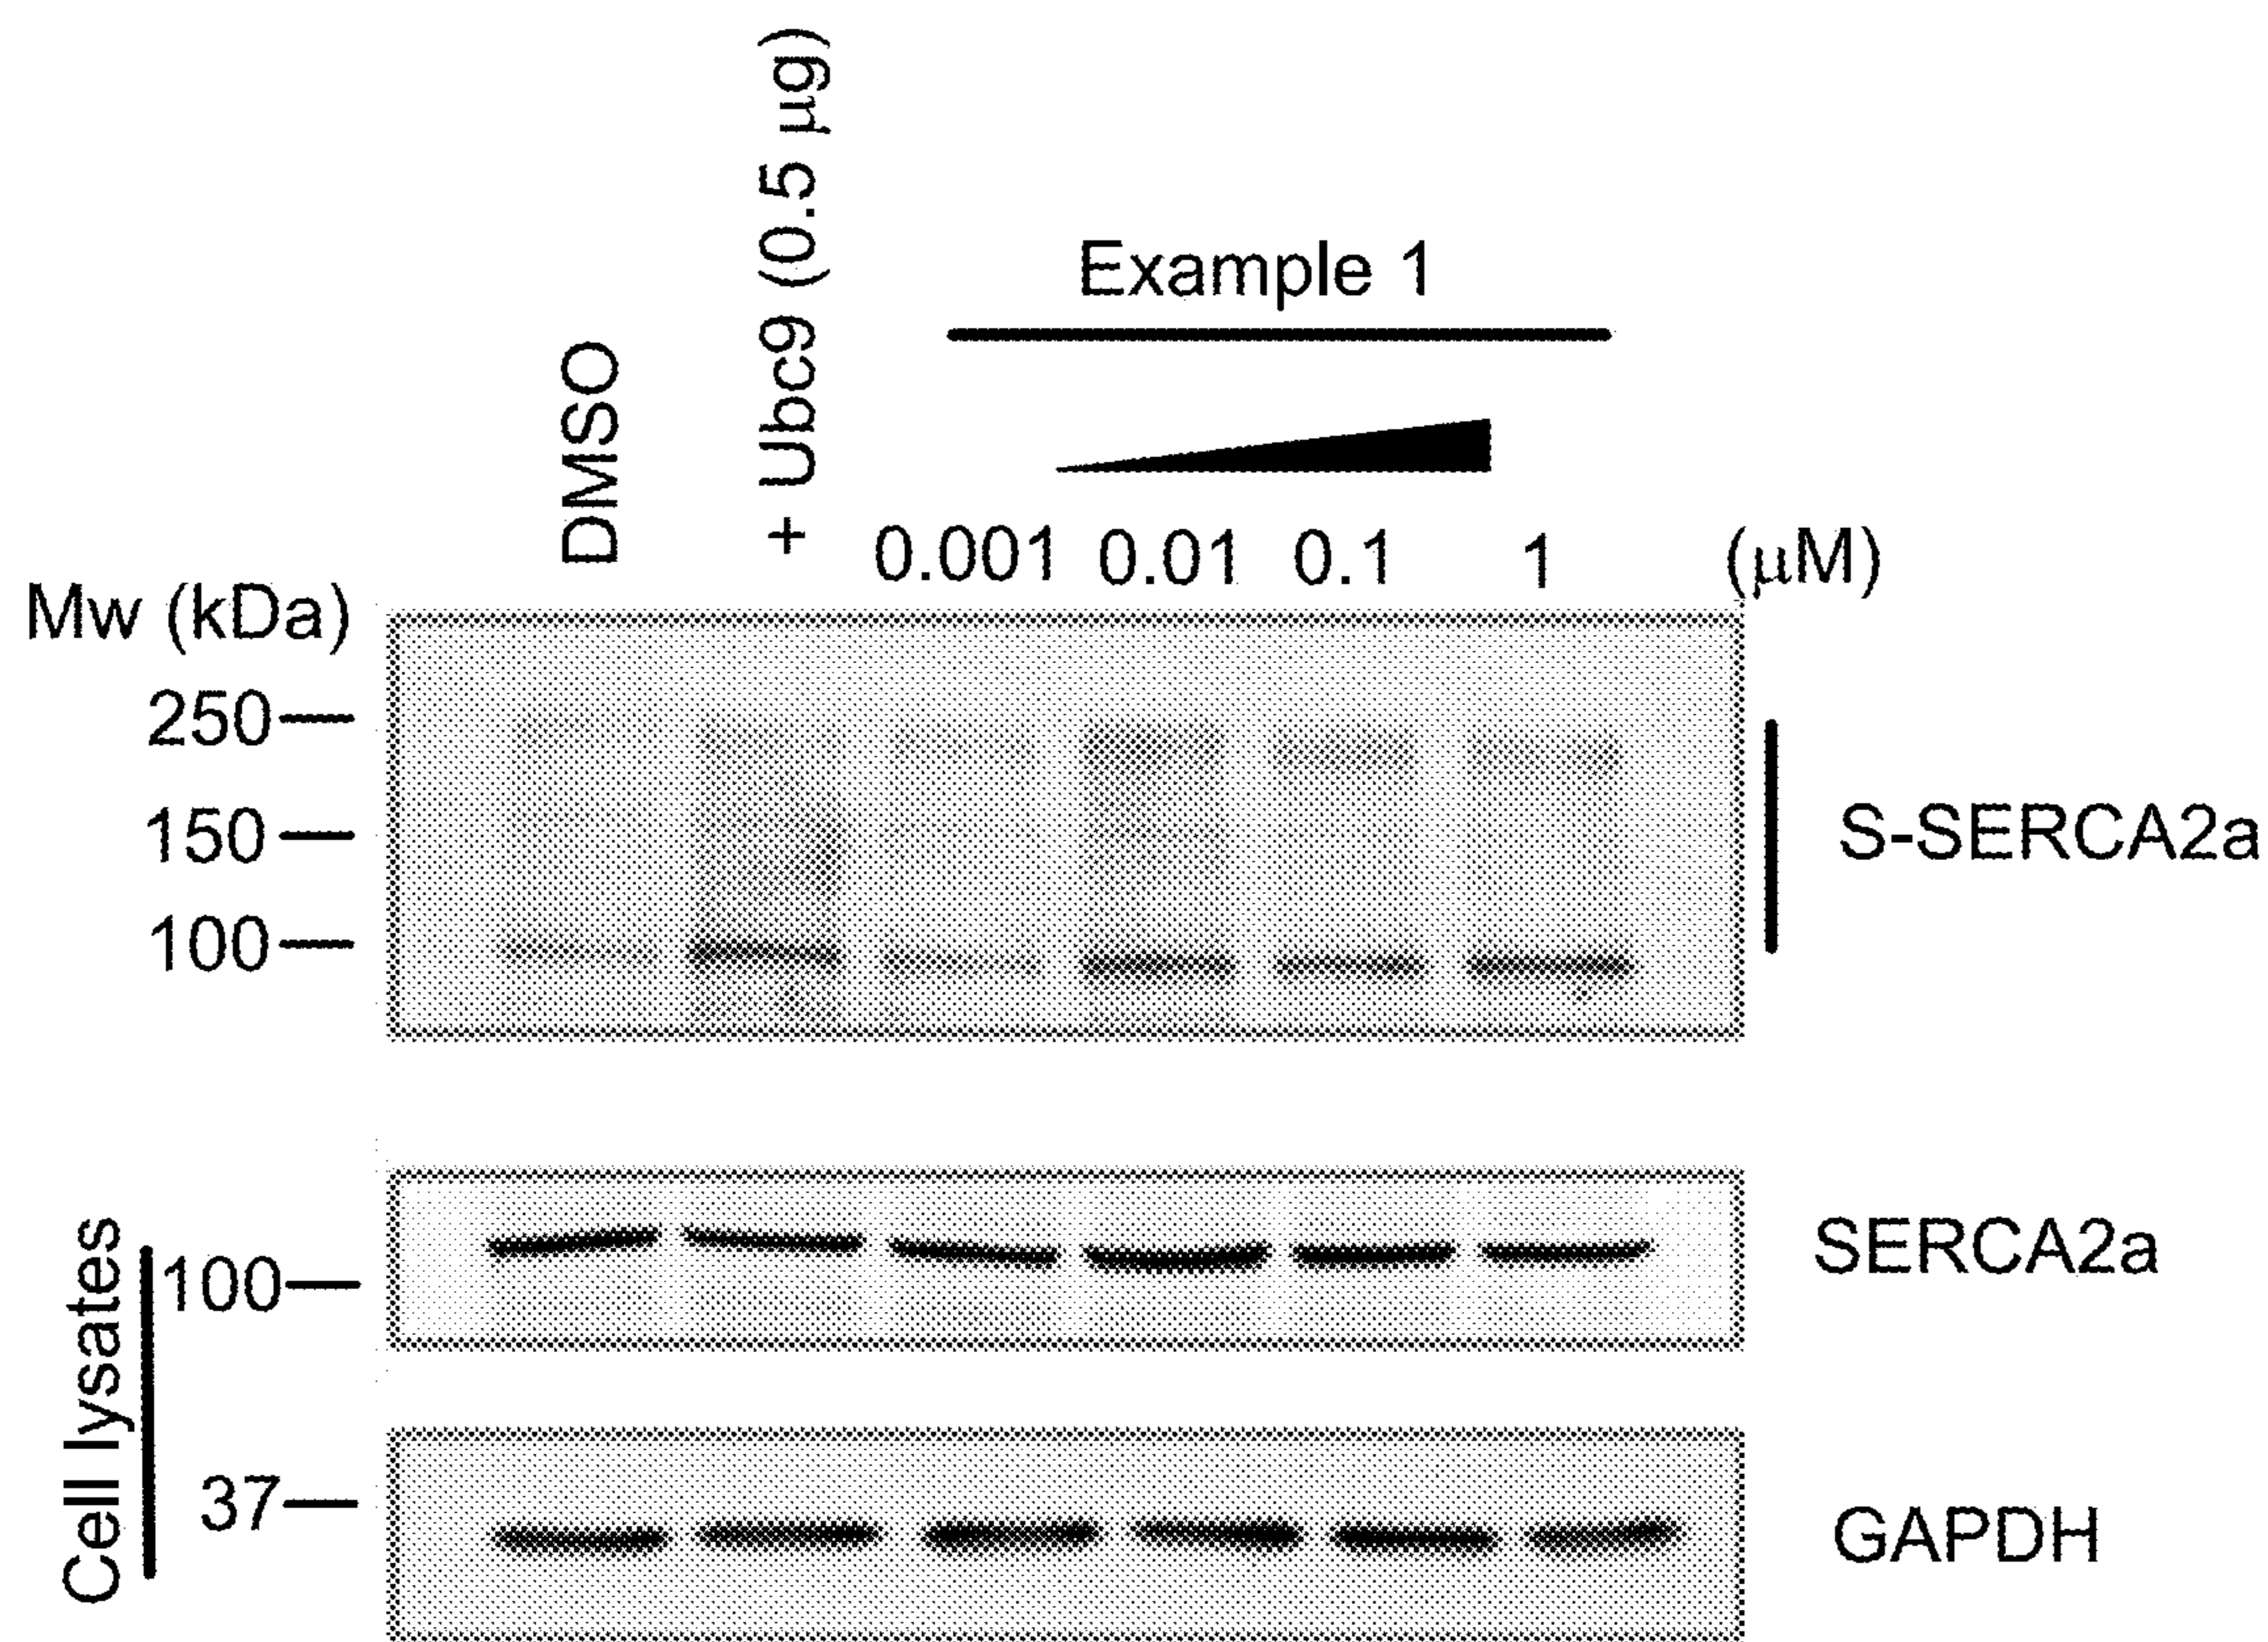 DMSO
+ Ubc9 (0.5 μg)
Example 1
0.001 0.01 0.1 1 (μM)
Mw (kDa)
250
150
100
S-SERCA2a
Cell lysates
100
SERCA2a
37
GAPDH